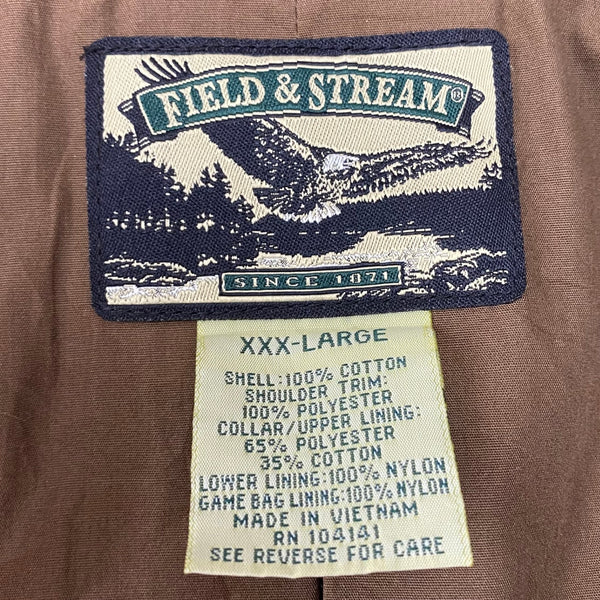 FIELD & STREAM®
SINCE 1871
XXX-LARGE
SHELL:100% COTTON
SHOULDER TRIM:
100% POLYESTER
COLLAR/UPPER LINING:
65% POLYESTER
35% COTTON
LOWER LINING:100% NYLON
GAME BAG LINING:100% NYLON
MADE IN VIETNAM
RN 104141
SEE REVERSE FOR CARE